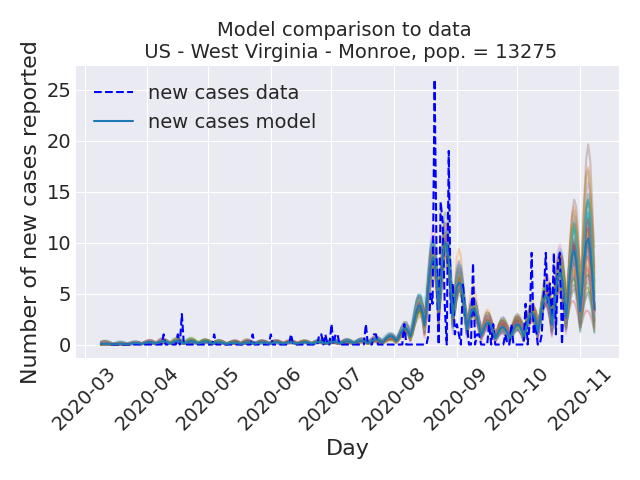 Model comparison to data
US - West Virginia - Monroe, pop. = 13275
Number of new cases reported
25
20
15
10
5
0
new cases data
new cases model
2020-03
2020-04
2020-05
2020-06
2020-07
2020-08
2020-09
2020-10
2020-11
Day